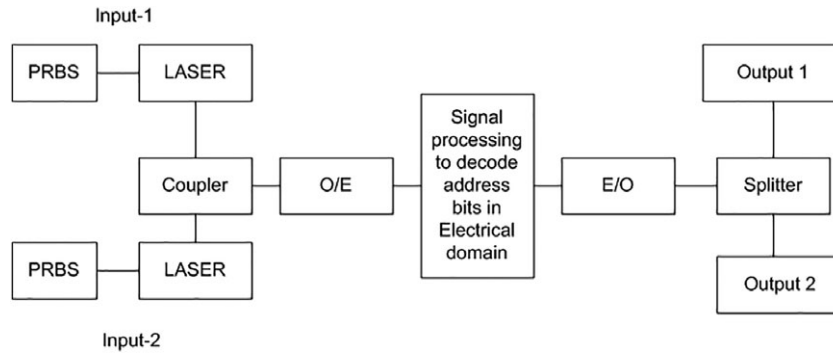 Input-1
PRBS
LASER
Output 1
Signal
processing
to decode
address
bits in
Electrical
domain
Coupler
O/E
E/O
Splitter
PRBS
LASER
Output 2
Input-2